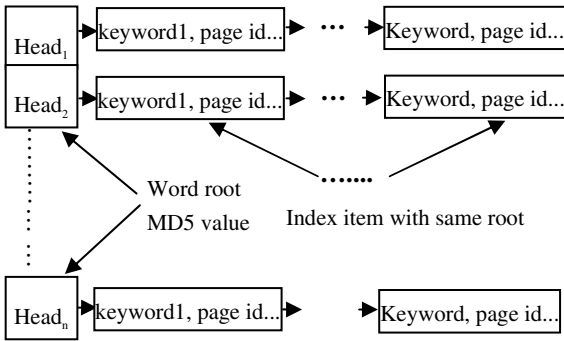 Head1 keyword1, page id... ... Keyword, page id...
Head2 keyword1, page id... ... Keyword, page id...
Word root
MD5 value
.......
Index item with same root
Headn keyword1, page id... Keyword, page id...